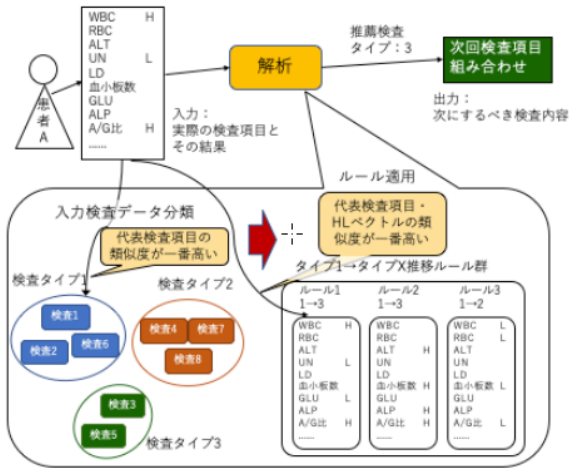 WBC H
RBC
ALT
UN L
LD
血小板数
GLU
ALP
A/G比 H
......
患者A
解析
推薦検査
タイプ：3
次回検査項目
組み合わせ
入力：
実際の検査項目と
その結果
出力：
次にするべき検査内容
ルール適用
入力検査データ分類
代表検査項目の
類似度が一番高い
代表検査項目・
HLベクトルの類
似度が一番高い
検査タイプ1
検査タイプ2
タイプ1→タイプX推移ルール群
検査1
検査2
検査6
検査4
検査7
検査8
検査3
検査5
検査タイプ3
ルール1
1→3
WBC H
RBC
ALT
UN L
LD
血小板数
GLU L
ALP
A/G比 H
......
ルール2
1→3
WBC
RBC
ALT H
UN
LD
血小板数 H
GLU
ALP H
A/G比 H
......
ルール3
1→2
WBC L
RBC L
ALT
UN
LD
血小板数 L
GLU
ALP
A/G比 L
......